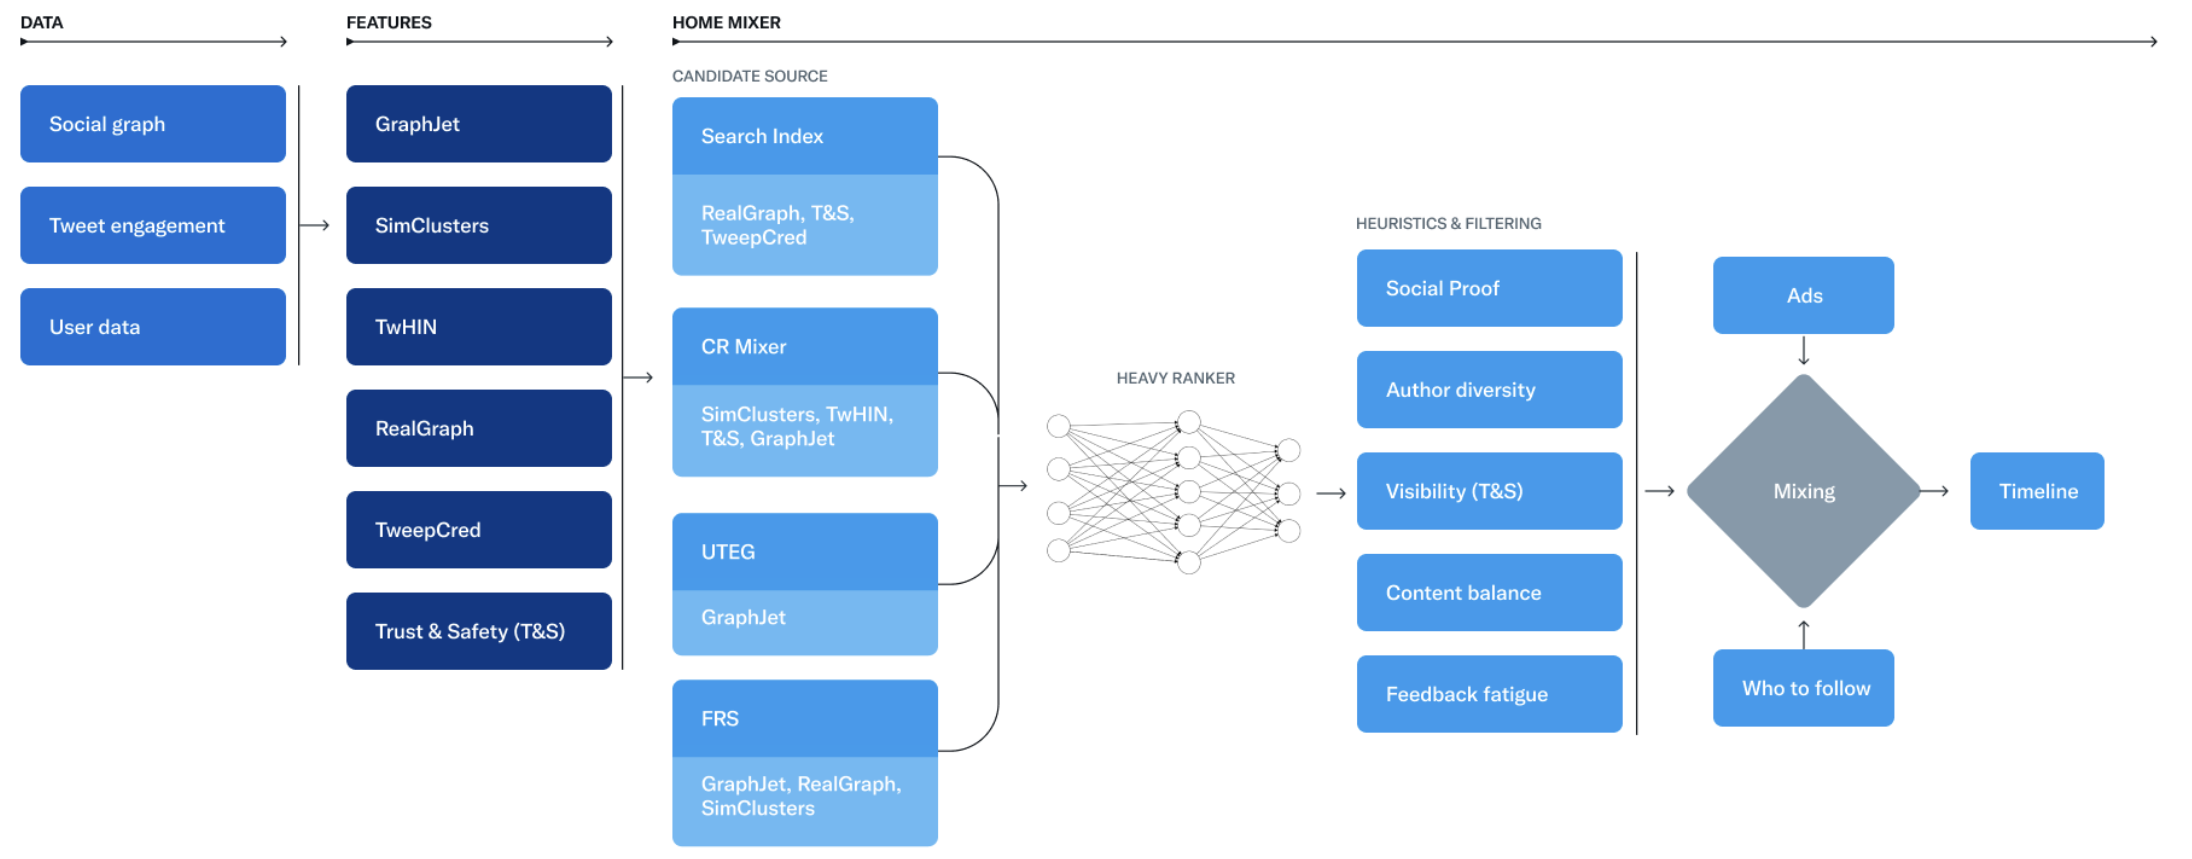 DATA
Social graph
Tweet engagement
User data
FEATURES
GraphJet
SimClusters
TwHIN
RealGraph
TweepCred
Trust & Safety (T&S)
HOME MIXER
CANDIDATE SOURCE
Search Index
RealGraph, T&S,
TweepCred
CR Mixer
SimClusters, TwHIN,
T&S, GraphJet
UTEG
GraphJet
FRS
GraphJet, RealGraph,
SimClusters
HEAVY RANKER
HEURISTICS & FILTERING
Social Proof
Author diversity
Visibility (T&S)
Content balance
Feedback fatigue
Ads
Mixing
Who to follow
Timeline